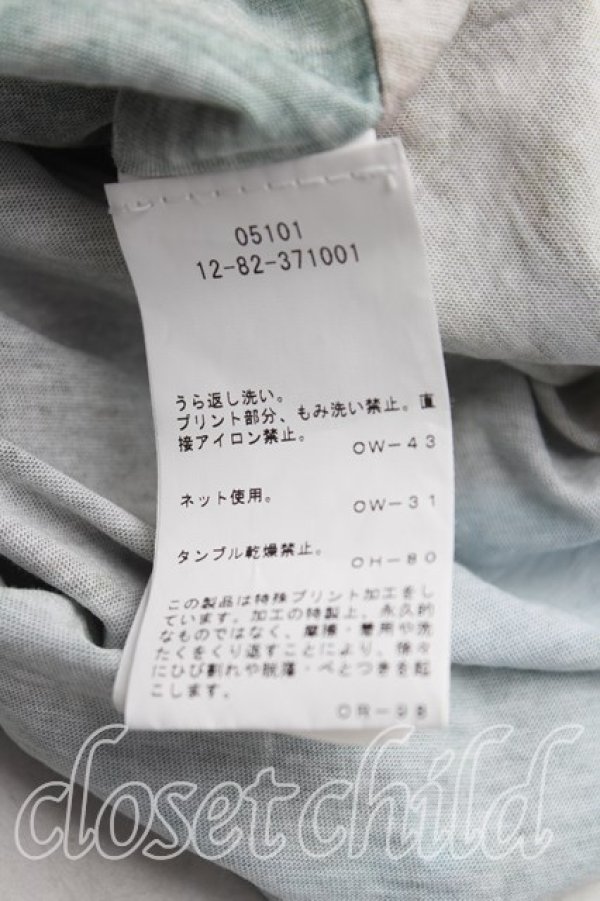 05101
12-82-371001
うら返し洗い。
プリント部分、もみ洗い禁止。直
接アイロン禁止。 OW-43
ネット使用。 OW-31
タンブル乾燥禁止。 OH-80
この製品は特殊プリント加工をし
ています。加工の特製上、永久的
なものではなく、摩擦・着用や洗
たくをくり返すことにより、徐々
にひび割れや脱落・べとつきを起
こします。
OR-98
closet child